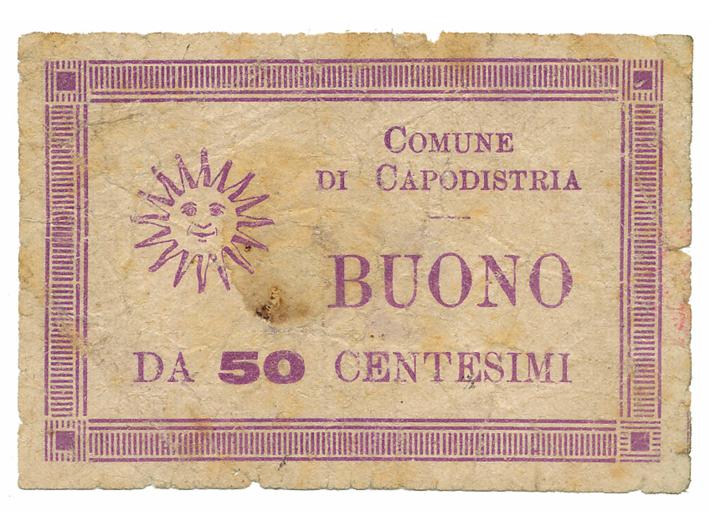 COMUNE
DI CAPODISTRIA
BUONO
DA 50 CENTESIMI